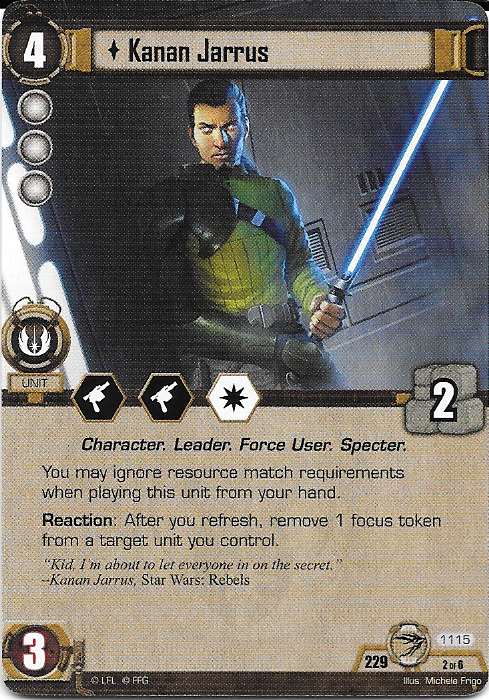 4
Kanan Jarrus
UNIT
2
Character. Leader. Force User. Specter.
You may ignore resource match requirements
when playing this unit from your hand.
Reaction: After you refresh, remove 1 focus token
from a target unit you control.
"Kid, I'm about to let everyone in on the secret."
–Kanan Jarrus, Star Wars: Rebels
3
229
1115
2 of 6
© LFL © FFG
Illus. Michele Frigo